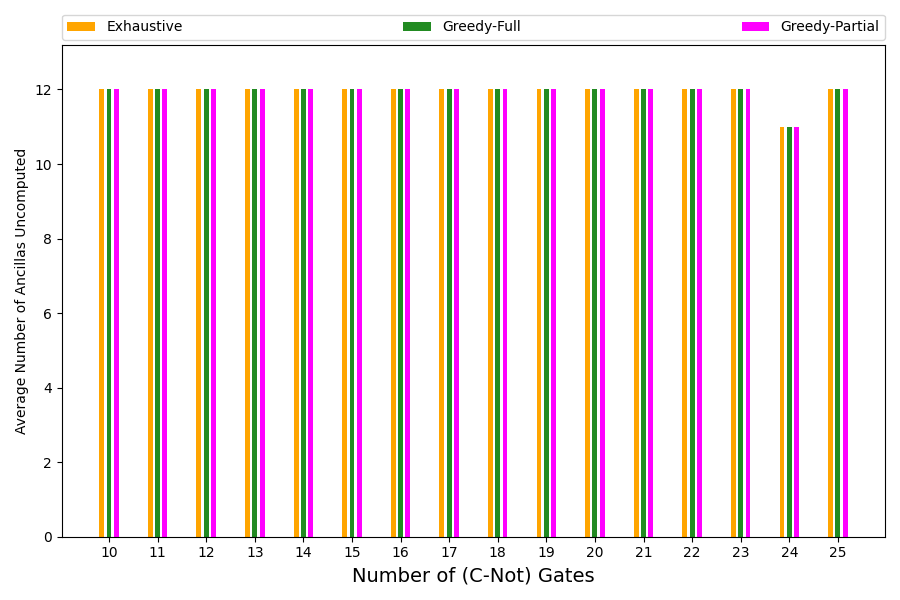 Exhaustive Greedy-Full Greedy-Partial
Average Number of Ancillas Uncomputed
12
10
8
6
4
2
0
10 11 12 13 14 15 16 17 18 19 20 21 22 23 24 25
Number of (C-Not) Gates